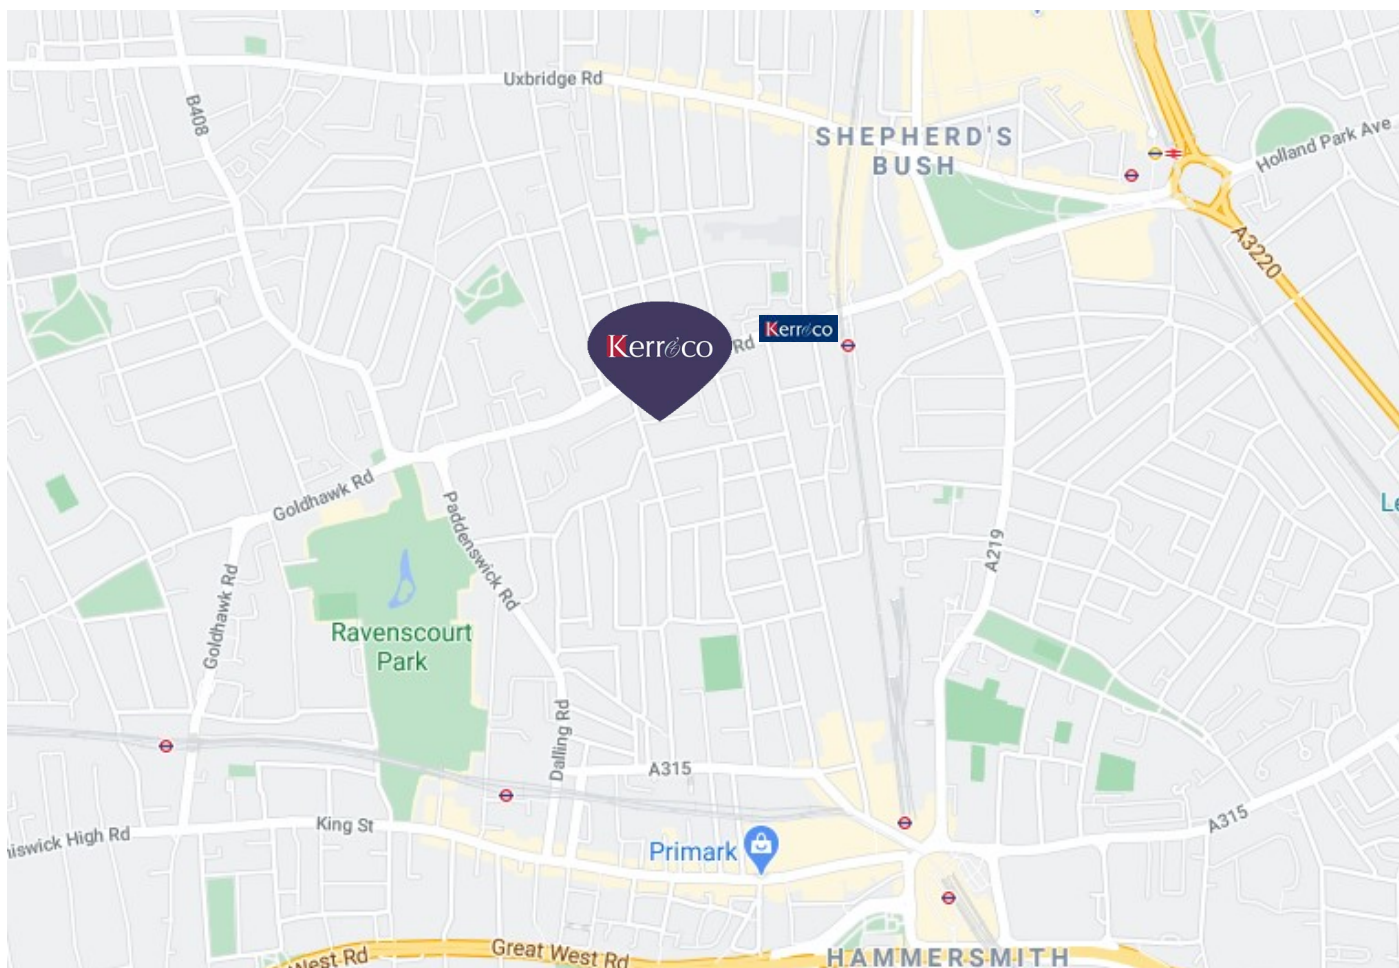 Uxbridge Rd
B408
SHEPHERD'S
BUSH
Holland Park Ave
A3220
Kerr&co
Rd
Kerr&co
Goldhawk Rd
Paddenswick Rd
A219
Goldhawk Rd
Ravenscourt
Park
Dalling Rd
A315
King St
A315
iswick High Rd
Primark
Great West Rd
West Rd
HAMMERSMITH
Le